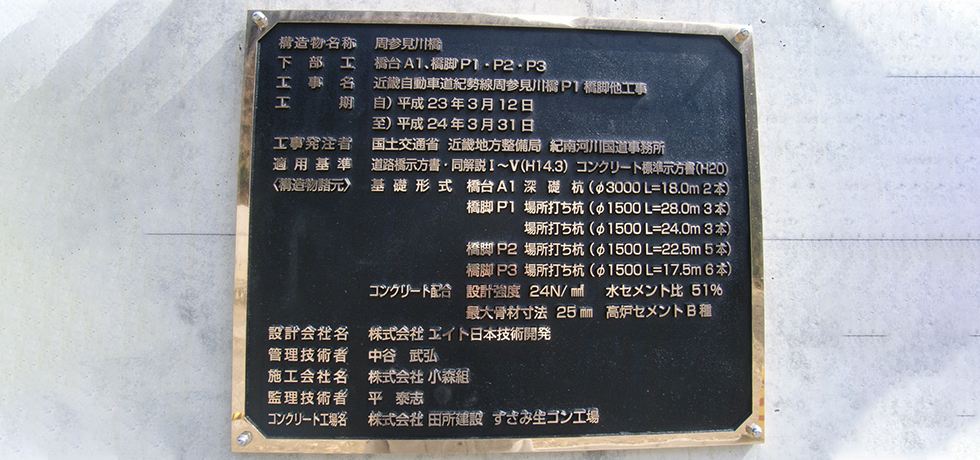 構造物名称 周参見川橋
下部工 橋台A1、橋脚P1・P2・P3
工事名 近畿自動車道紀勢線周参見川橋P1橋脚他工事
工期 自)平成23年3月12日
至)平成24年3月31日
工事発注者 国土交通省 近畿地方整備局 紀南河川国道事務所
適用基準 道路橋示方書・同解説Ⅰ~Ⅴ(H14.3) コンクリート標準示方書(H20)
〈構造物諸元〉 基礎形式 橋台A1 深礎杭(φ3000 L=18.0m 2本)
橋脚P1 場所打ち杭(φ1500 L=28.0m 3本)
場所打ち杭(φ1500 L=24.0m 3本)
橋脚P2 場所打ち杭(φ1500 L=22.5m 5本)
橋脚P3 場所打ち杭(φ1500 L=17.5m 6本)
コンクリート配合 設計強度 24N/㎟ 水セメント比 51%
最大骨材寸法 25㎜ 高炉セメントB種
設計会社名 株式会社 エイト日本技術開発
管理技術者 中谷 武弘
施工会社名 株式会社 小森組
監理技術者 平 泰志
コンクリート工場名 株式会社 田所建設 すさみ生コン工場